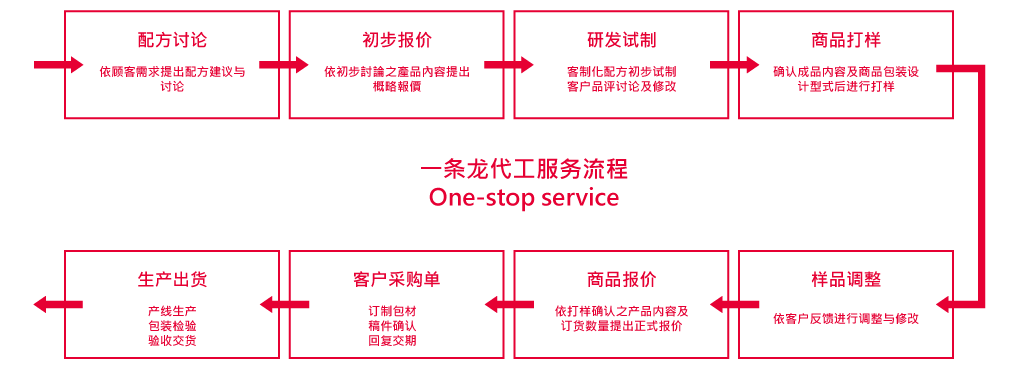 配方讨论
依顾客需求提出配方建议与
讨论
初步报价
依初步討論之產品內容提出
概略報價
研发试制
客制化配方初步试制
客户品评讨论及修改
商品打样
确认成品内容及商品包装设
计型式后进行打样
一条龙代工服务流程
One-stop service
生产出货
产线生产
包装检验
验收交货
客户采购单
订制包材
稿件确认
回复交期
商品报价
依打样确认之产品内容及
订货数量提出正式报价
样品调整
依客户反馈进行调整与修改